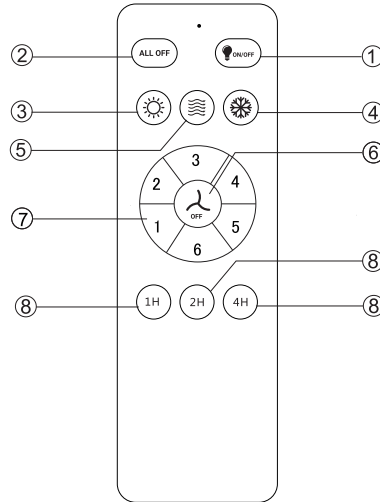 ② ALL OFF ON/OFF ①
③ ④
⑤
3 ⑥
2 4
OFF
⑦ 1 5
6
⑧
⑧ 1H 2H 4H ⑧